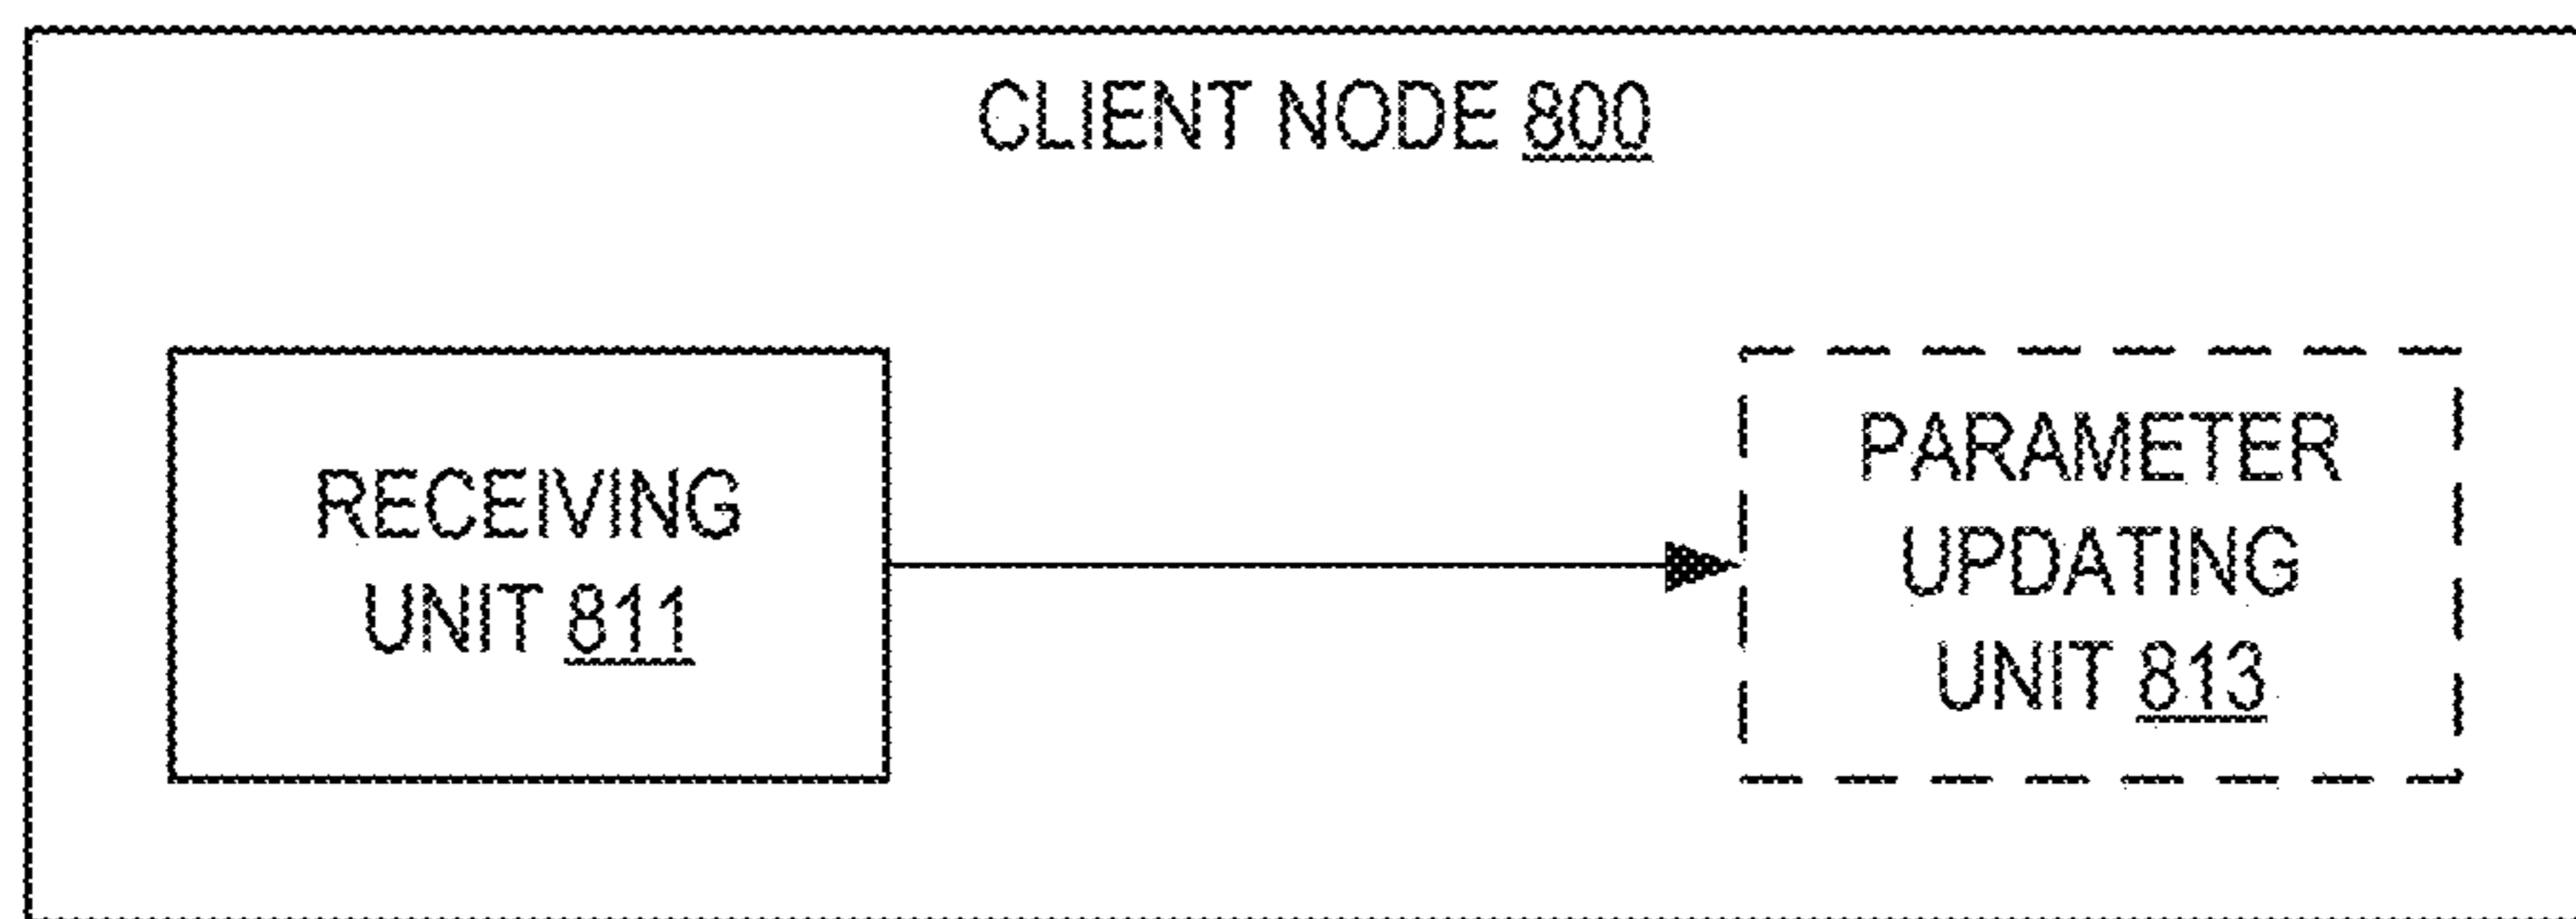 CLIENT NODE 800
RECEIVING
UNIT 811
PARAMETER
UPDATING
UNIT 813